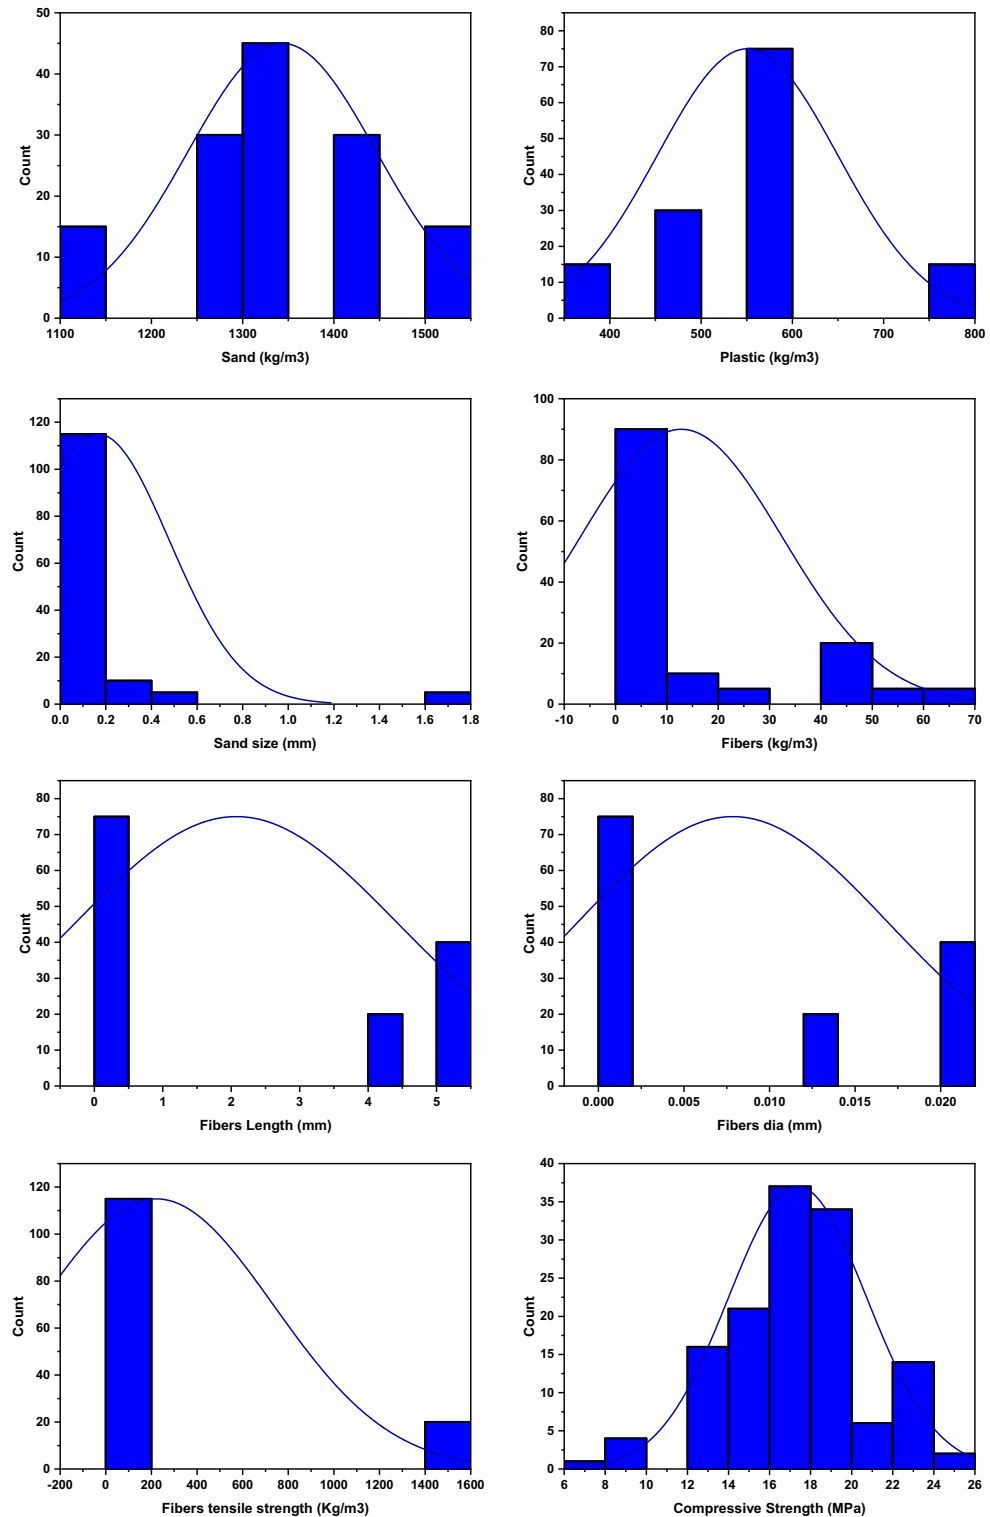 50
40
30
20
10
0
Count
1100 1200 1300 1400 1500
Sand (kg/m3)
80
70
60
50
40
30
20
10
0
Count
400 500 600 700 800
Plastic (kg/m3)
120
100
80
60
40
20
0
Count
0.0 0.2 0.4 0.6 0.8 1.0 1.2 1.4 1.6 1.8
Sand size (mm)
100
80
60
40
20
0
Count
-10 0 10 20 30 40 50 60 70
Fibers (kg/m3)
80
70
60
50
40
30
20
10
0
Count
0 1 2 3 4 5
Fibers Length (mm)
80
70
60
50
40
30
20
10
0
Count
0.000 0.005 0.010 0.015 0.020
Fibers dia (mm)
120
100
80
60
40
20
0
Count
-200 0 200 400 600 800 1000 1200 1400 1600
Fibers tensile strength (Kg/m3)
40
35
30
25
20
15
10
5
0
Count
6 8 10 12 14 16 18 20 22 24 26
Compressive Strength (MPa)